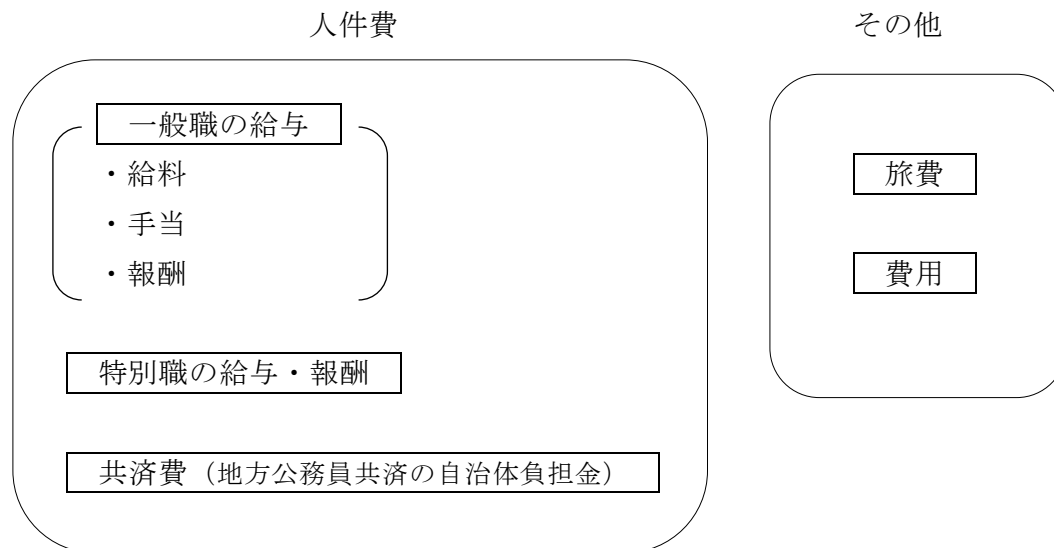 人件費
その他
一般職の給与
・給料
・手当
・報酬
特別職の給与・報酬
共済費（地方公務員共済の自治体負担金）
旅費
費用